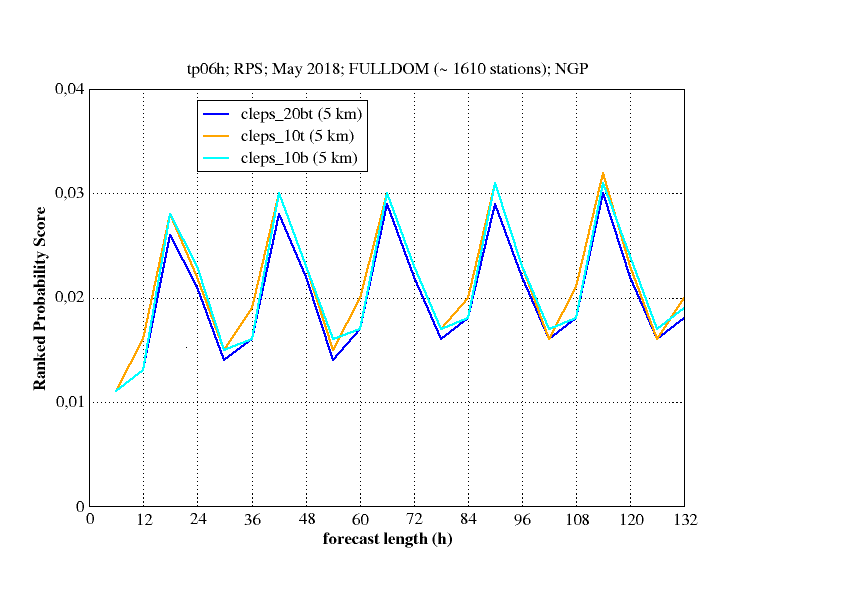 tp06h; RPS; May 2018; FULLDOM (~ 1610 stations); NGP
0,04
0,03
0,02
0,01
0
Ranked Probability Score
cleps_20bt (5 km)
cleps_10t (5 km)
cleps_10b (5 km)
0 12 24 36 48 60 72 84 96 108 120 132
forecast length (h)